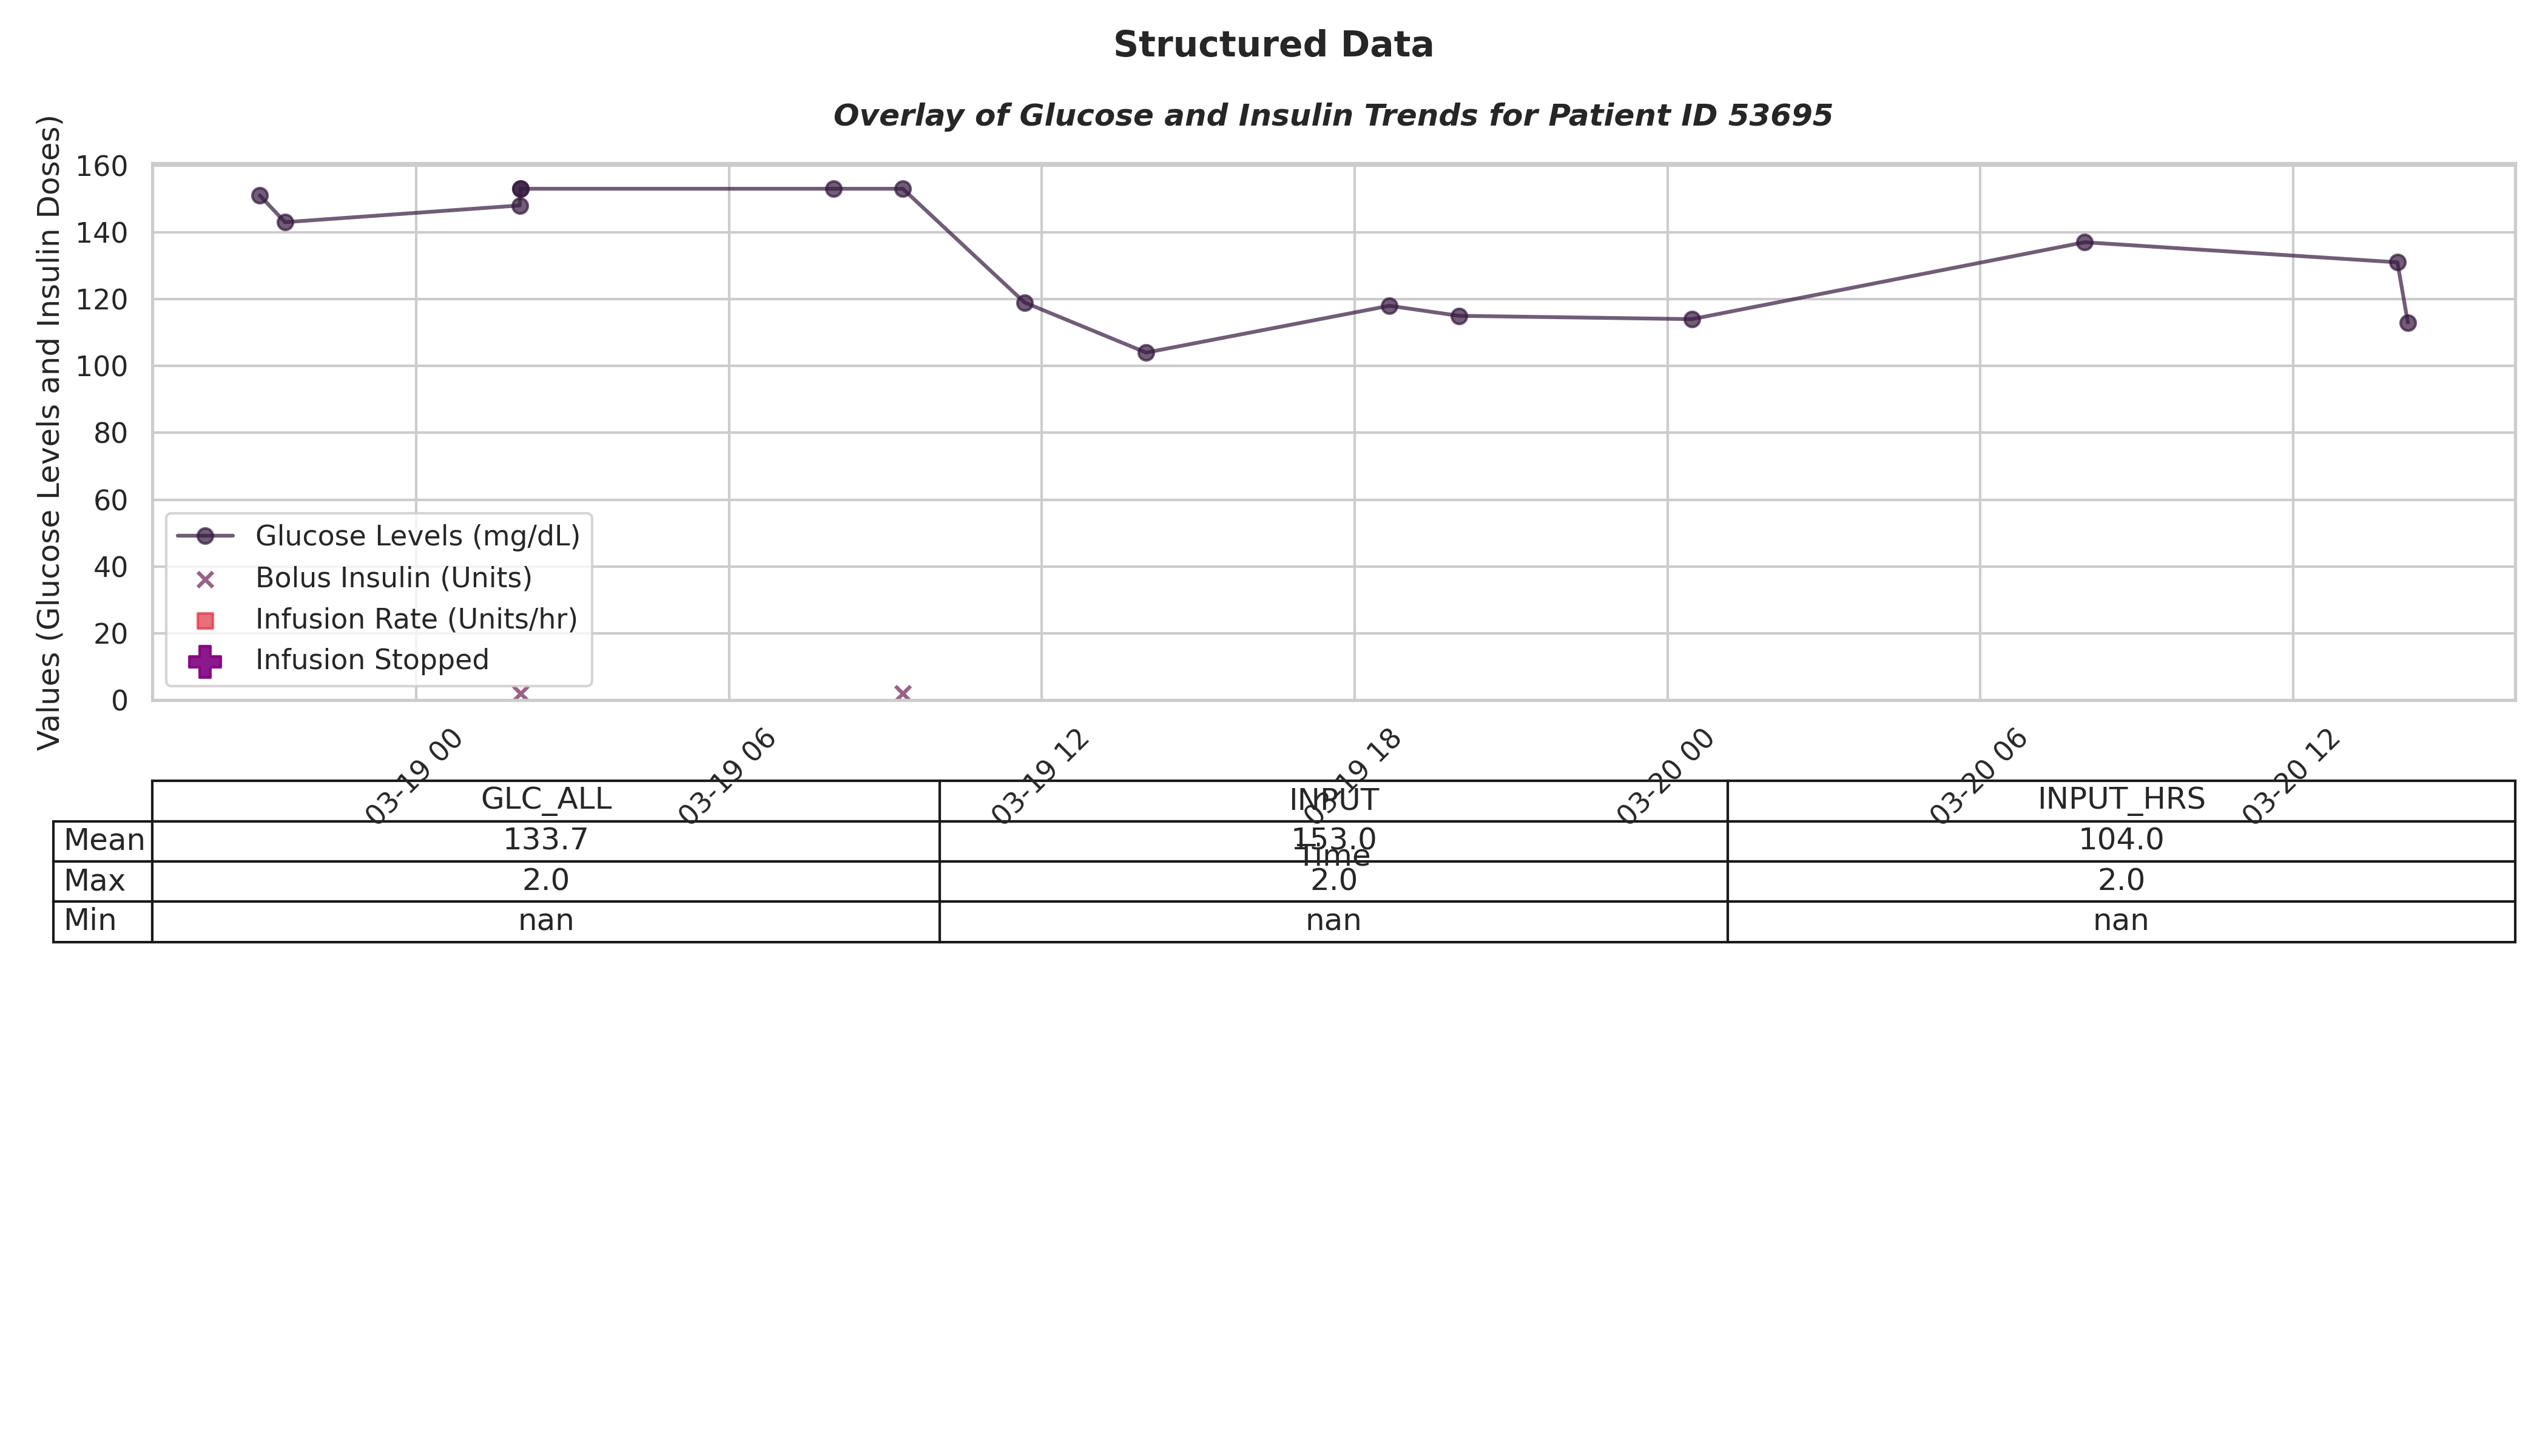 Structured Data
Overlay of Glucose and Insulin Trends for Patient ID 53695
Values (Glucose Levels and Insulin Doses)
160
140
120
100
80
60
40
20
0
Glucose Levels (mg/dL)
Bolus Insulin (Units)
Infusion Rate (Units/hr)
Infusion Stopped
03-19 00
03-19 06
03-19 12
03-19 18
03-20 00
03-20 06
03-20 12
Time
GLC_ALL INPUT INPUT_HRS
Mean 133.7 153.0 104.0
Max 2.0 2.0 2.0
Min nan nan nan